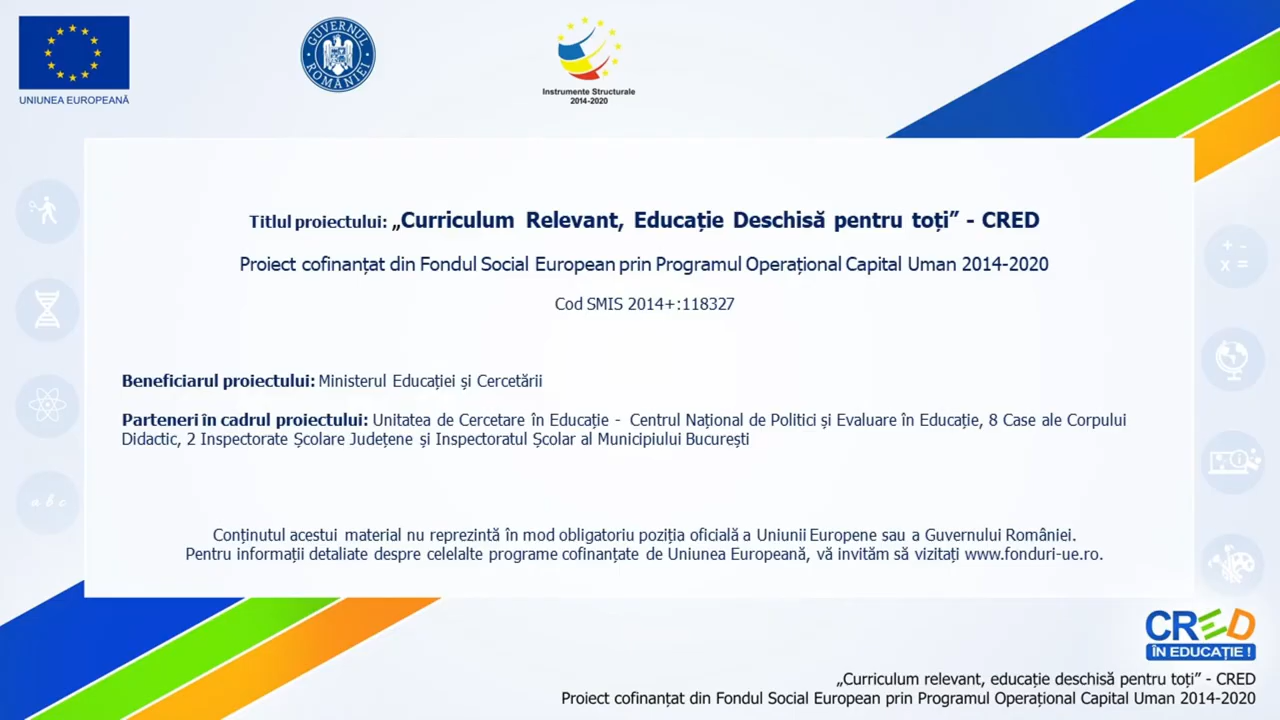 UNIUNEA EUROPEANĂ
GUVERNUL ROMÂNIEI
Instrumente Structurale
2014-2020
Titlul proiectului: „Curriculum Relevant, Educație Deschisă pentru toți” - CRED
Proiect cofinanțat din Fondul Social European prin Programul Operațional Capital Uman 2014-2020
Cod SMIS 2014+:118327
Beneficiarul proiectului: Ministerul Educației și Cercetării
Parteneri în cadrul proiectului: Unitatea de Cercetare în Educație - Centrul Național de Politici și Evaluare în Educație, 8 Case ale Corpului
Didactic, 2 Inspectorate Școlare Județene și Inspectoratul Școlar al Municipiului București
a b c
+ -
x =
Conținutul acestui material nu reprezintă în mod obligatoriu poziția oficială a Uniunii Europene sau a Guvernului României.
Pentru informații detaliate despre celelalte programe cofinanțate de Uniunea Europeană, vă invităm să vizitați www.fonduri-ue.ro.
CRED
ÎN EDUCAȚIE !
„Curriculum relevant, educație deschisă pentru toți” - CRED
Proiect cofinanțat din Fondul Social European prin Programul Operațional Capital Uman 2014-2020